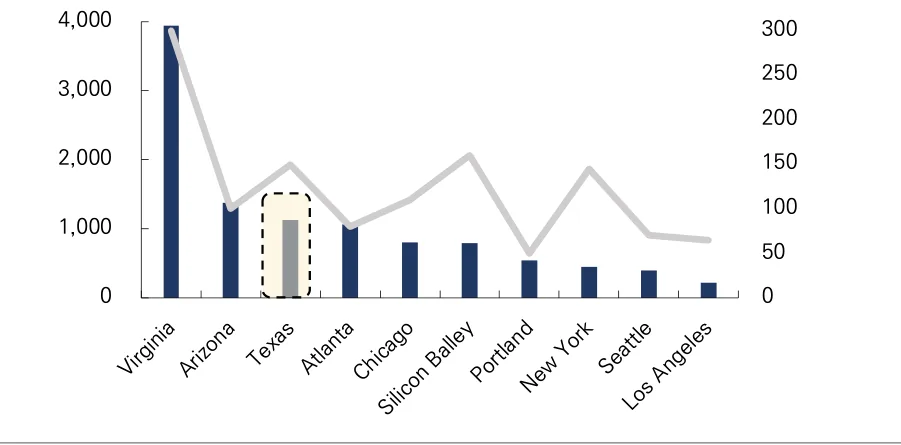 4,000
3,000
2,000
1,000
0
300
250
200
150
100
50
0
Virginia
Arizona
Texas
Atlanta
Chicago
Silicon Balley
Portland
New York
Seattle
Los Angeles